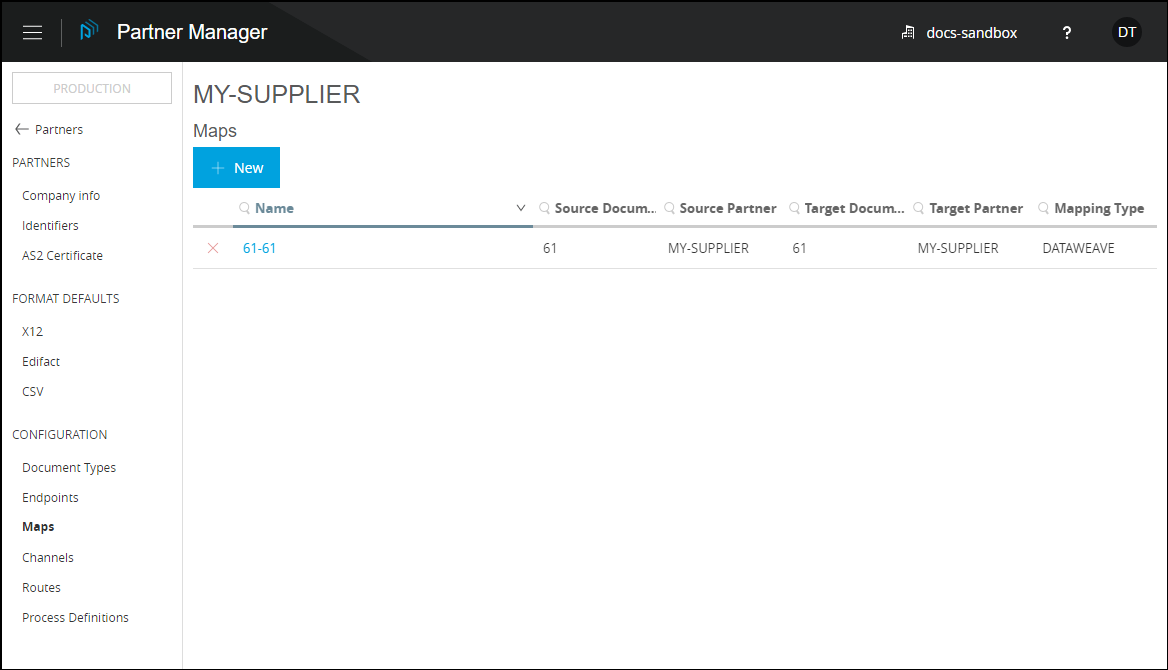 Partner Manager
docs-sandbox
?
DT
PRODUCTION
Partners
PARTNERS
Company info
Identifiers
AS2 Certificate
FORMAT DEFAULTS
X12
Edifact
CSV
CONFIGURATION
Document Types
Endpoints
Maps
Channels
Routes
Process Definitions
MY-SUPPLIER
Maps
New
Name Source Docum... Source Partner Target Docum... Target Partner Mapping Type
61-61 61 MY-SUPPLIER 61 MY-SUPPLIER DATAWEAVE